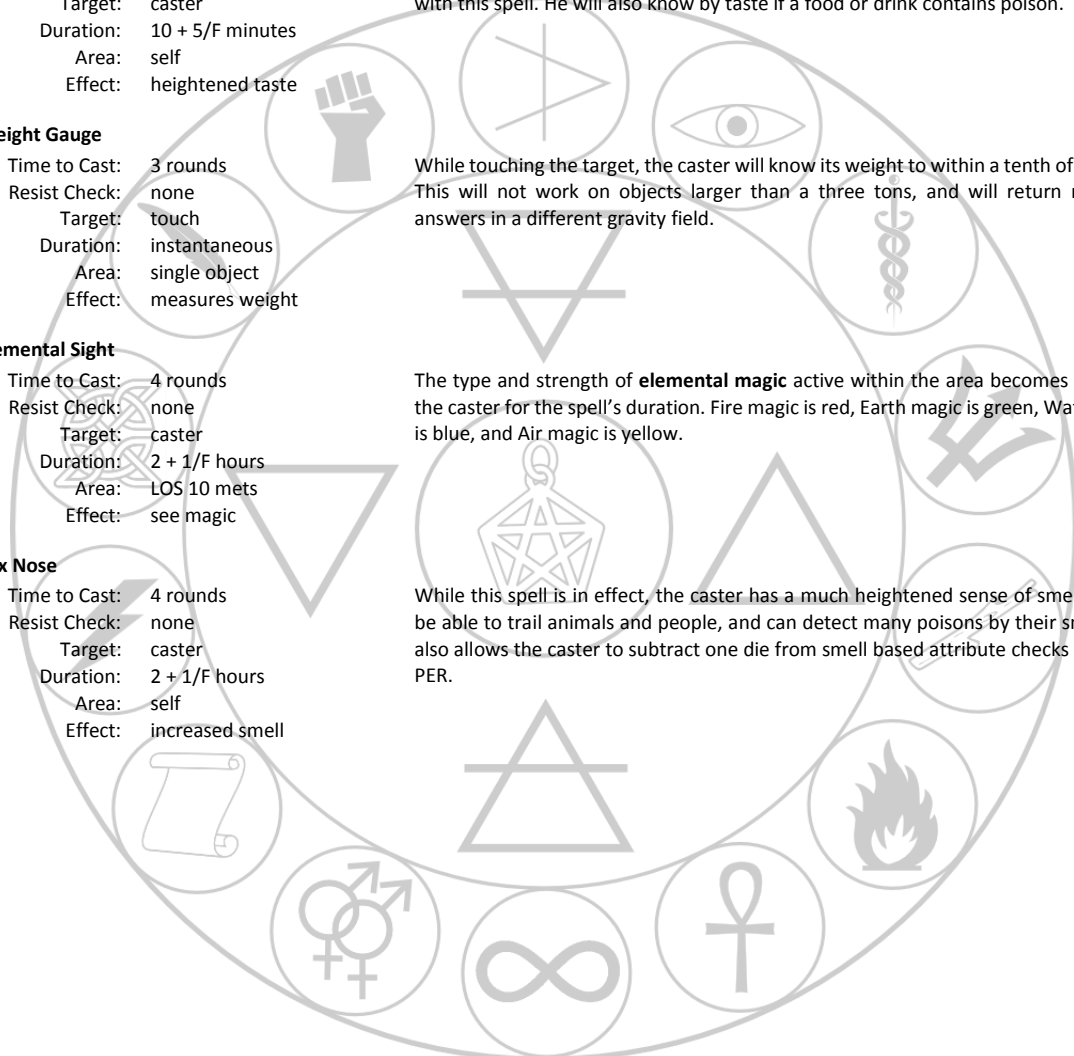 Target: caster
Duration: 10 + 5/F minutes
Area: self
Effect: heightened taste
with this spell. He will also know by taste if a food or drink contains poison.
eight Gauge
Time to Cast: 3 rounds
Resist Check: none
Target: touch
Duration: instantaneous
Area: single object
Effect: measures weight
While touching the target, the caster will know its weight to within a tenth of
This will not work on objects larger than a three tons, and will return
answers in a different gravity field.
emental Sight
Time to Cast: 4 rounds
Resist Check: none
Target: caster
Duration: 2 + 1/F hours
Area: LOS 10 mets
Effect: see magic
The type and strength of elemental magic active within the area becomes
the caster for the spell’s duration. Fire magic is red, Earth magic is green, Wat
is blue, and Air magic is yellow.
x Nose
Time to Cast: 4 rounds
Resist Check: none
Target: caster
Duration: 2 + 1/F hours
Area: self
Effect: increased smell
While this spell is in effect, the caster has a much heightened sense of sme
be able to trail animals and people, and can detect many poisons by their
also allows the caster to subtract one die from smell based attribute checks
PER.